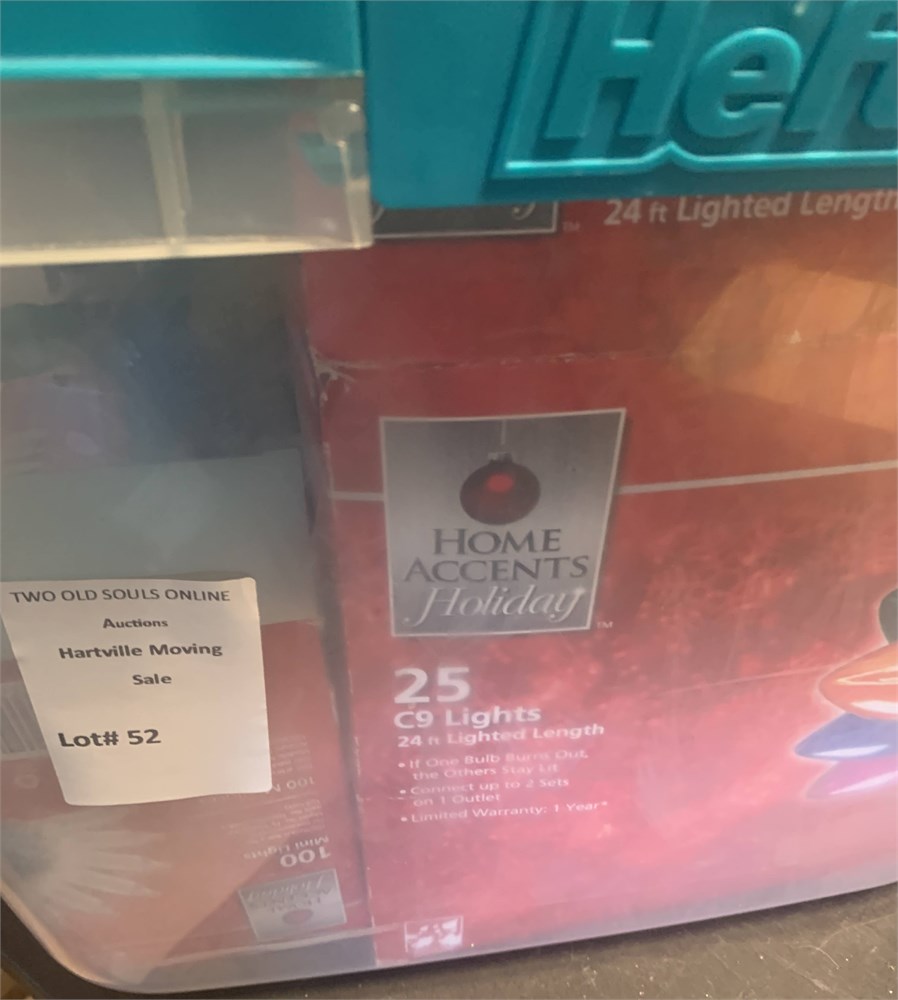 Hef
24 ft Lighted Length
HOME
ACCENTS
Holiday
TM
25
C9 Lights
24 ft Lighted Length
• If One Bulb Burns Out,
the Others Stay Lit
• Connect up to 2 Sets
on 1 Outlet
• Limited Warranty: 1 Year*
TWO OLD SOULS ONLINE
Auctions
Hartville Moving
Sale
Lot# 52
100
Mini Lights